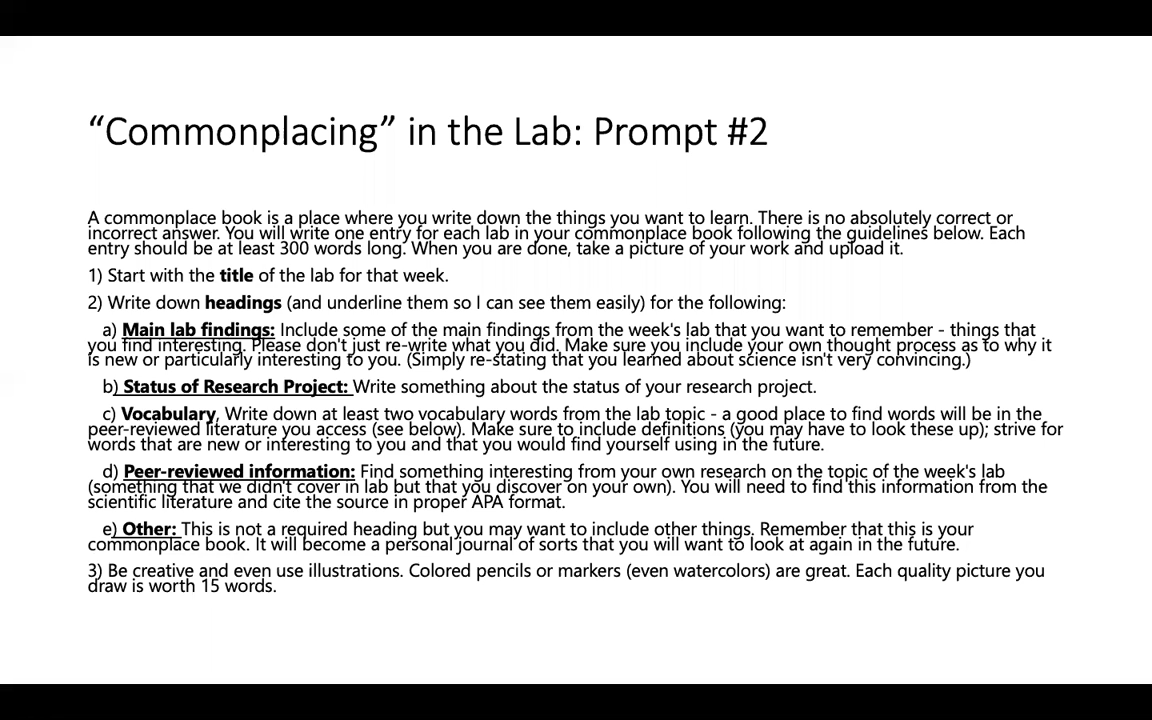 “Commonplacing” in the Lab: Prompt #2
A commonplace book is a place where you write down the things you want to learn. There is no absolutely correct or
incorrect answer. You will write one entry for each lab in your commonplace book following the guidelines below. Each
entry should be at least 300 words long. When you are done, take a picture of your work and upload it.
1) Start with the title of the lab for that week.
2) Write down headings (and underline them so I can see them easily) for the following:
a) Main lab findings: Include some of the main findings from the week's lab that you want to remember - things that
you find interesting. Please don't just re-write what you did. Make sure you include your own thought process as to why it
is new or particularly interesting to you. (Simply re-stating that you learned about science isn't very convincing.)
b) Status of Research Project: Write something about the status of your research project.
c) Vocabulary, Write down at least two vocabulary words from the lab topic - a good place to find words will be in the
peer-reviewed literature you access (see below). Make sure to include definitions (you may have to look these up); strive for
words that are new or interesting to you and that you would find yourself using in the future.
d) Peer-reviewed information: Find something interesting from your own research on the topic of the week's lab
(something that we didn't cover in lab but that you discover on your own). You will need to find this information from the
scientific literature and cite the source in proper APA format.
e) Other: This is not a required heading but you may want to include other things. Remember that this is your
commonplace book. It will become a personal journal of sorts that you will want to look at again in the future.
3) Be creative and even use illustrations. Colored pencils or markers (even watercolors) are great. Each quality picture you
draw is worth 15 words.